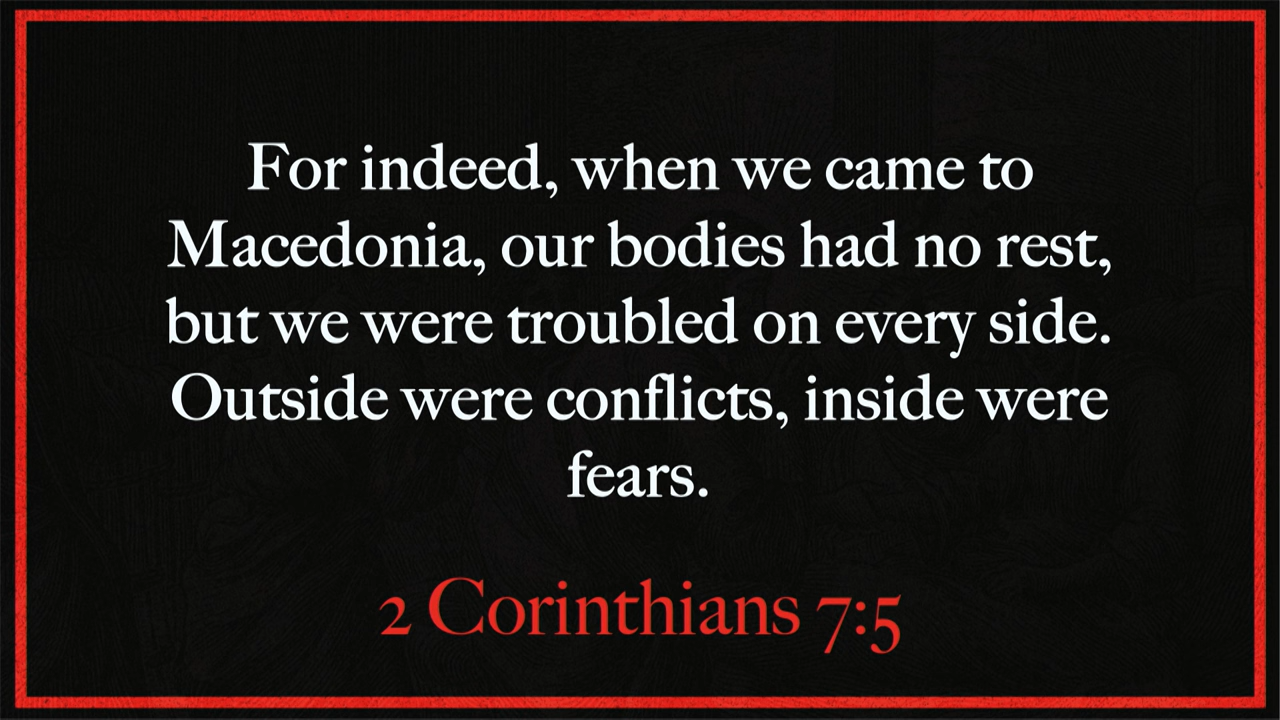 For indeed, when we came to
Macedonia, our bodies had no rest,
but we were troubled on every side.
Outside were conflicts, inside were
fears.
2 Corinthians 7:5